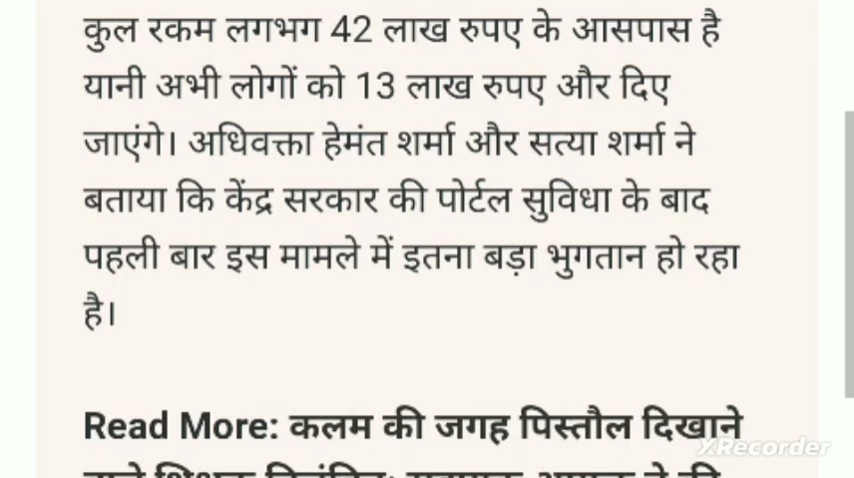 कुल रकम लगभग 42 लाख रुपए के आसपास है
यानी अभी लोगों को 13 लाख रुपए और दिए
जाएंगे। अधिवक्ता हेमंत शर्मा और सत्या शर्मा ने
बताया कि केंद्र सरकार की पोर्टल सुविधा के बाद
पहली बार इस मामले में इतना बड़ा भुगतान हो रहा
है।
Read More: कलम की जगह पिस्तौल दिखाने
XRecorder